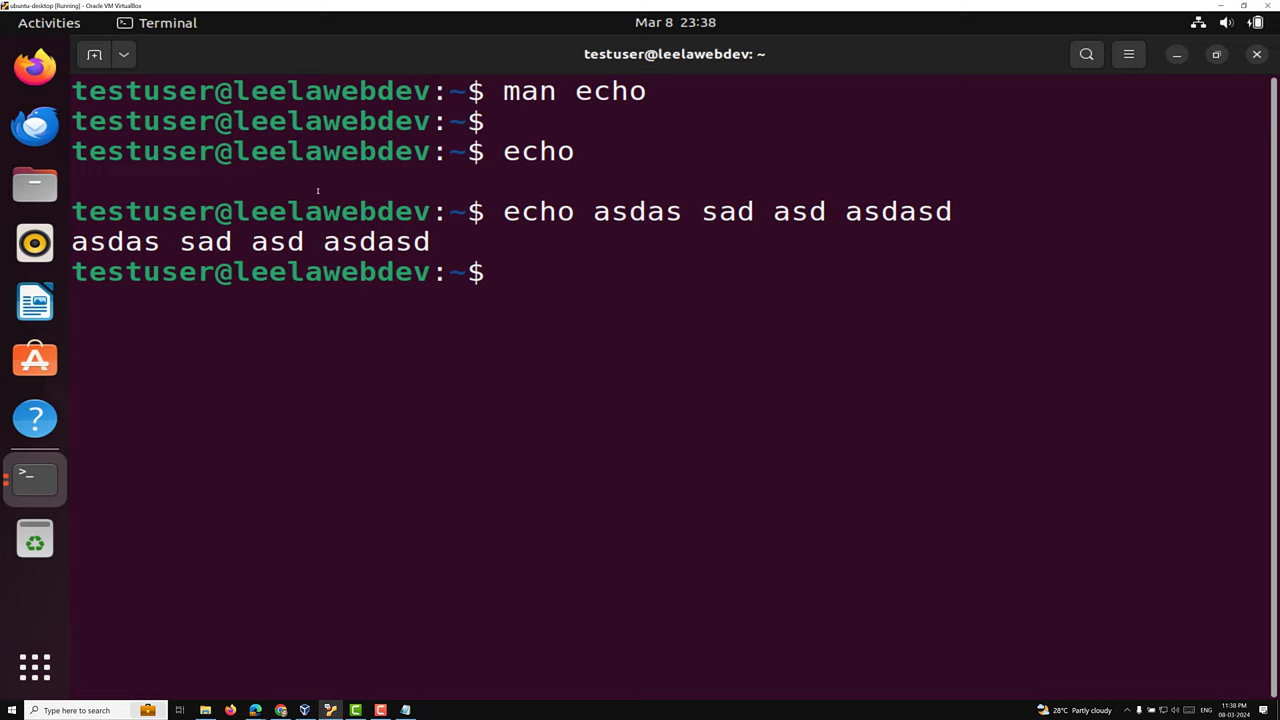 ubuntu-desktop [Running] - Oracle VM VirtualBox
Activities
Terminal
Mar 8 23:38
testuser@leelawebdev: ~
testuser@leelawebdev:~$ man echo
testuser@leelawebdev:~$
testuser@leelawebdev:~$ echo
testuser@leelawebdev:~$ echo asdas sad asd asdasd
asdas sad asd asdasd
testuser@leelawebdev:~$
Type here to search
28°C Partly cloudy
ENG
11:38 PM
08-03-2024